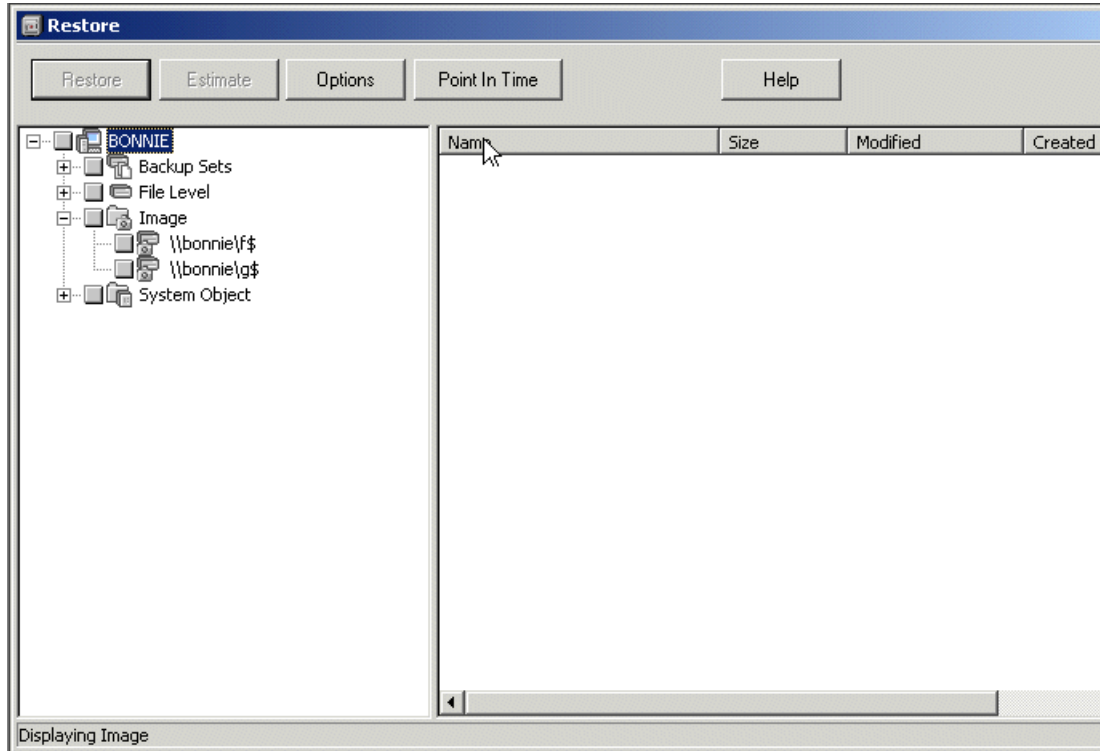 Restore
Restore Estimate Options Point In Time Help
Name Size Modified Created
BONNIE
Backup Sets
File Level
Image
\\bonnie\f$
\\bonnie\g$
System Object
Displaying Image